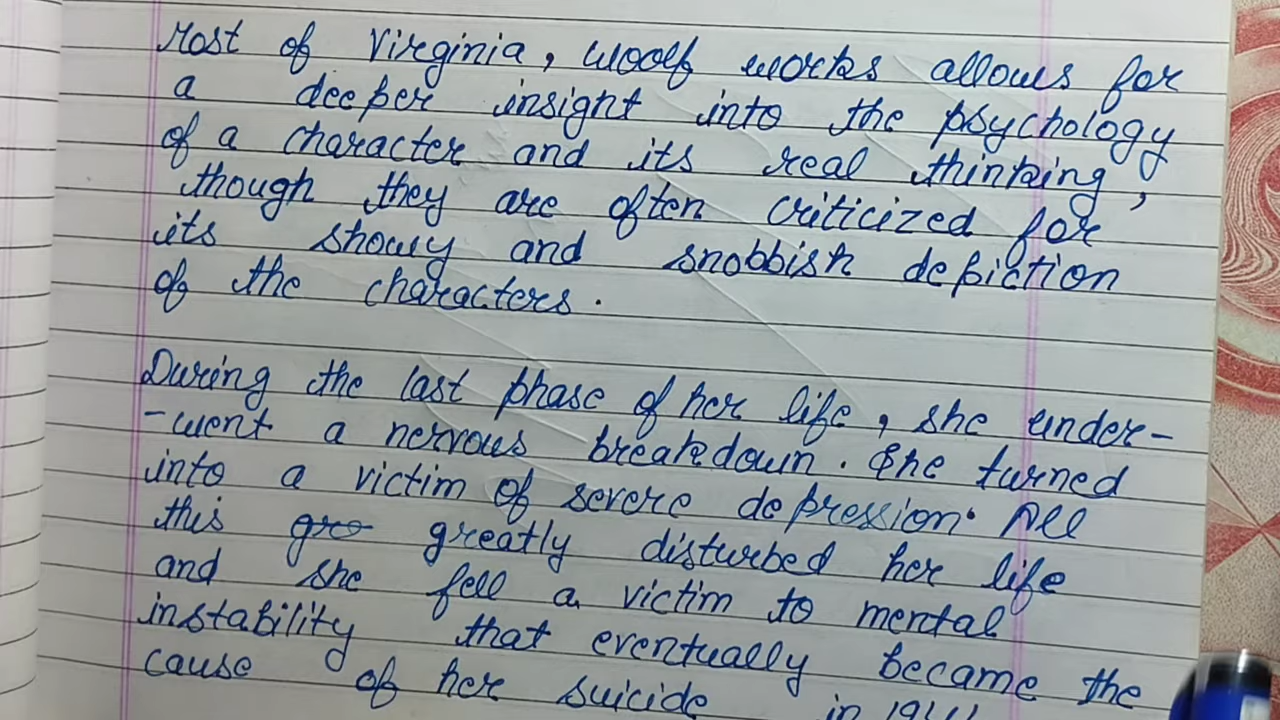 Most of Virginia, Woolf works allows for
a deeper insight into the psychology
of a character and its real thinking,
though they are often criticized for
its showy and snobbish depiction
of the characters.
During the last phase of her life, she under-
-went a nervous breakdown. She turned
into a victim of severe depression. All
this gro greatly disturbed her life
and she fell a victim to mental
instability that eventually became the
cause of her suicide in